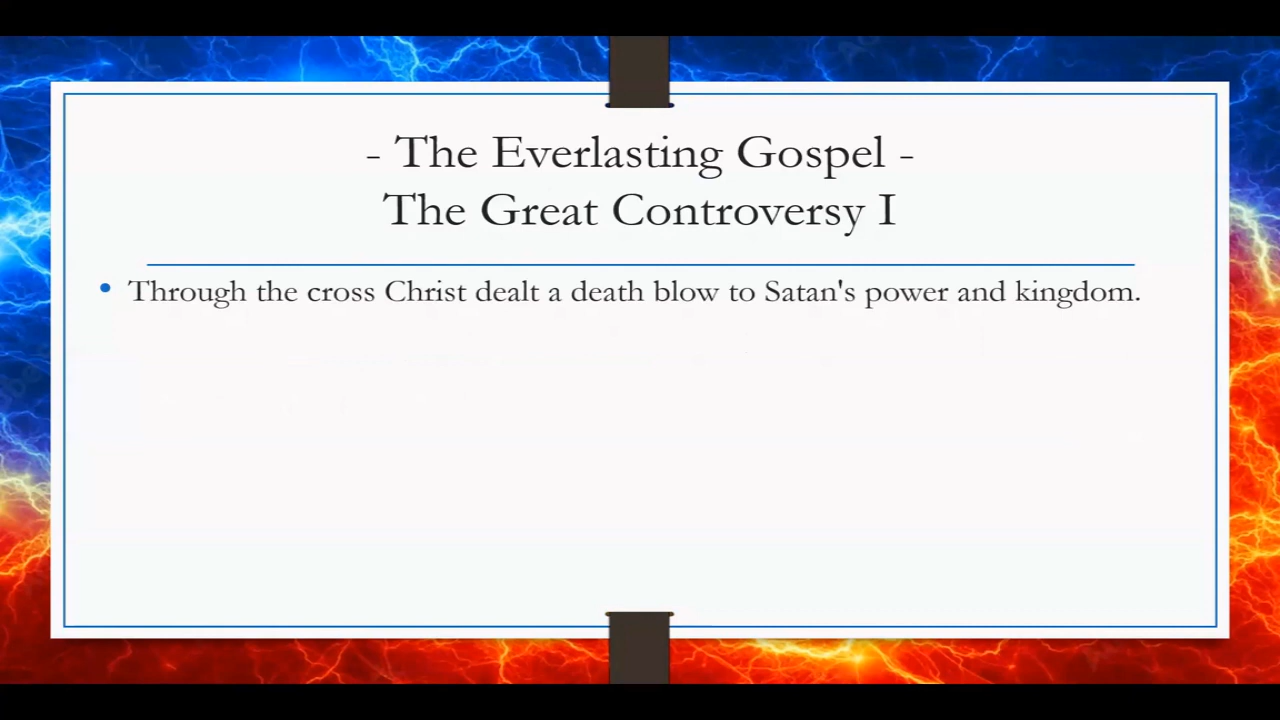 - The Everlasting Gospel -
The Great Controversy I
• Through the cross Christ dealt a death blow to Satan's power and kingdom.